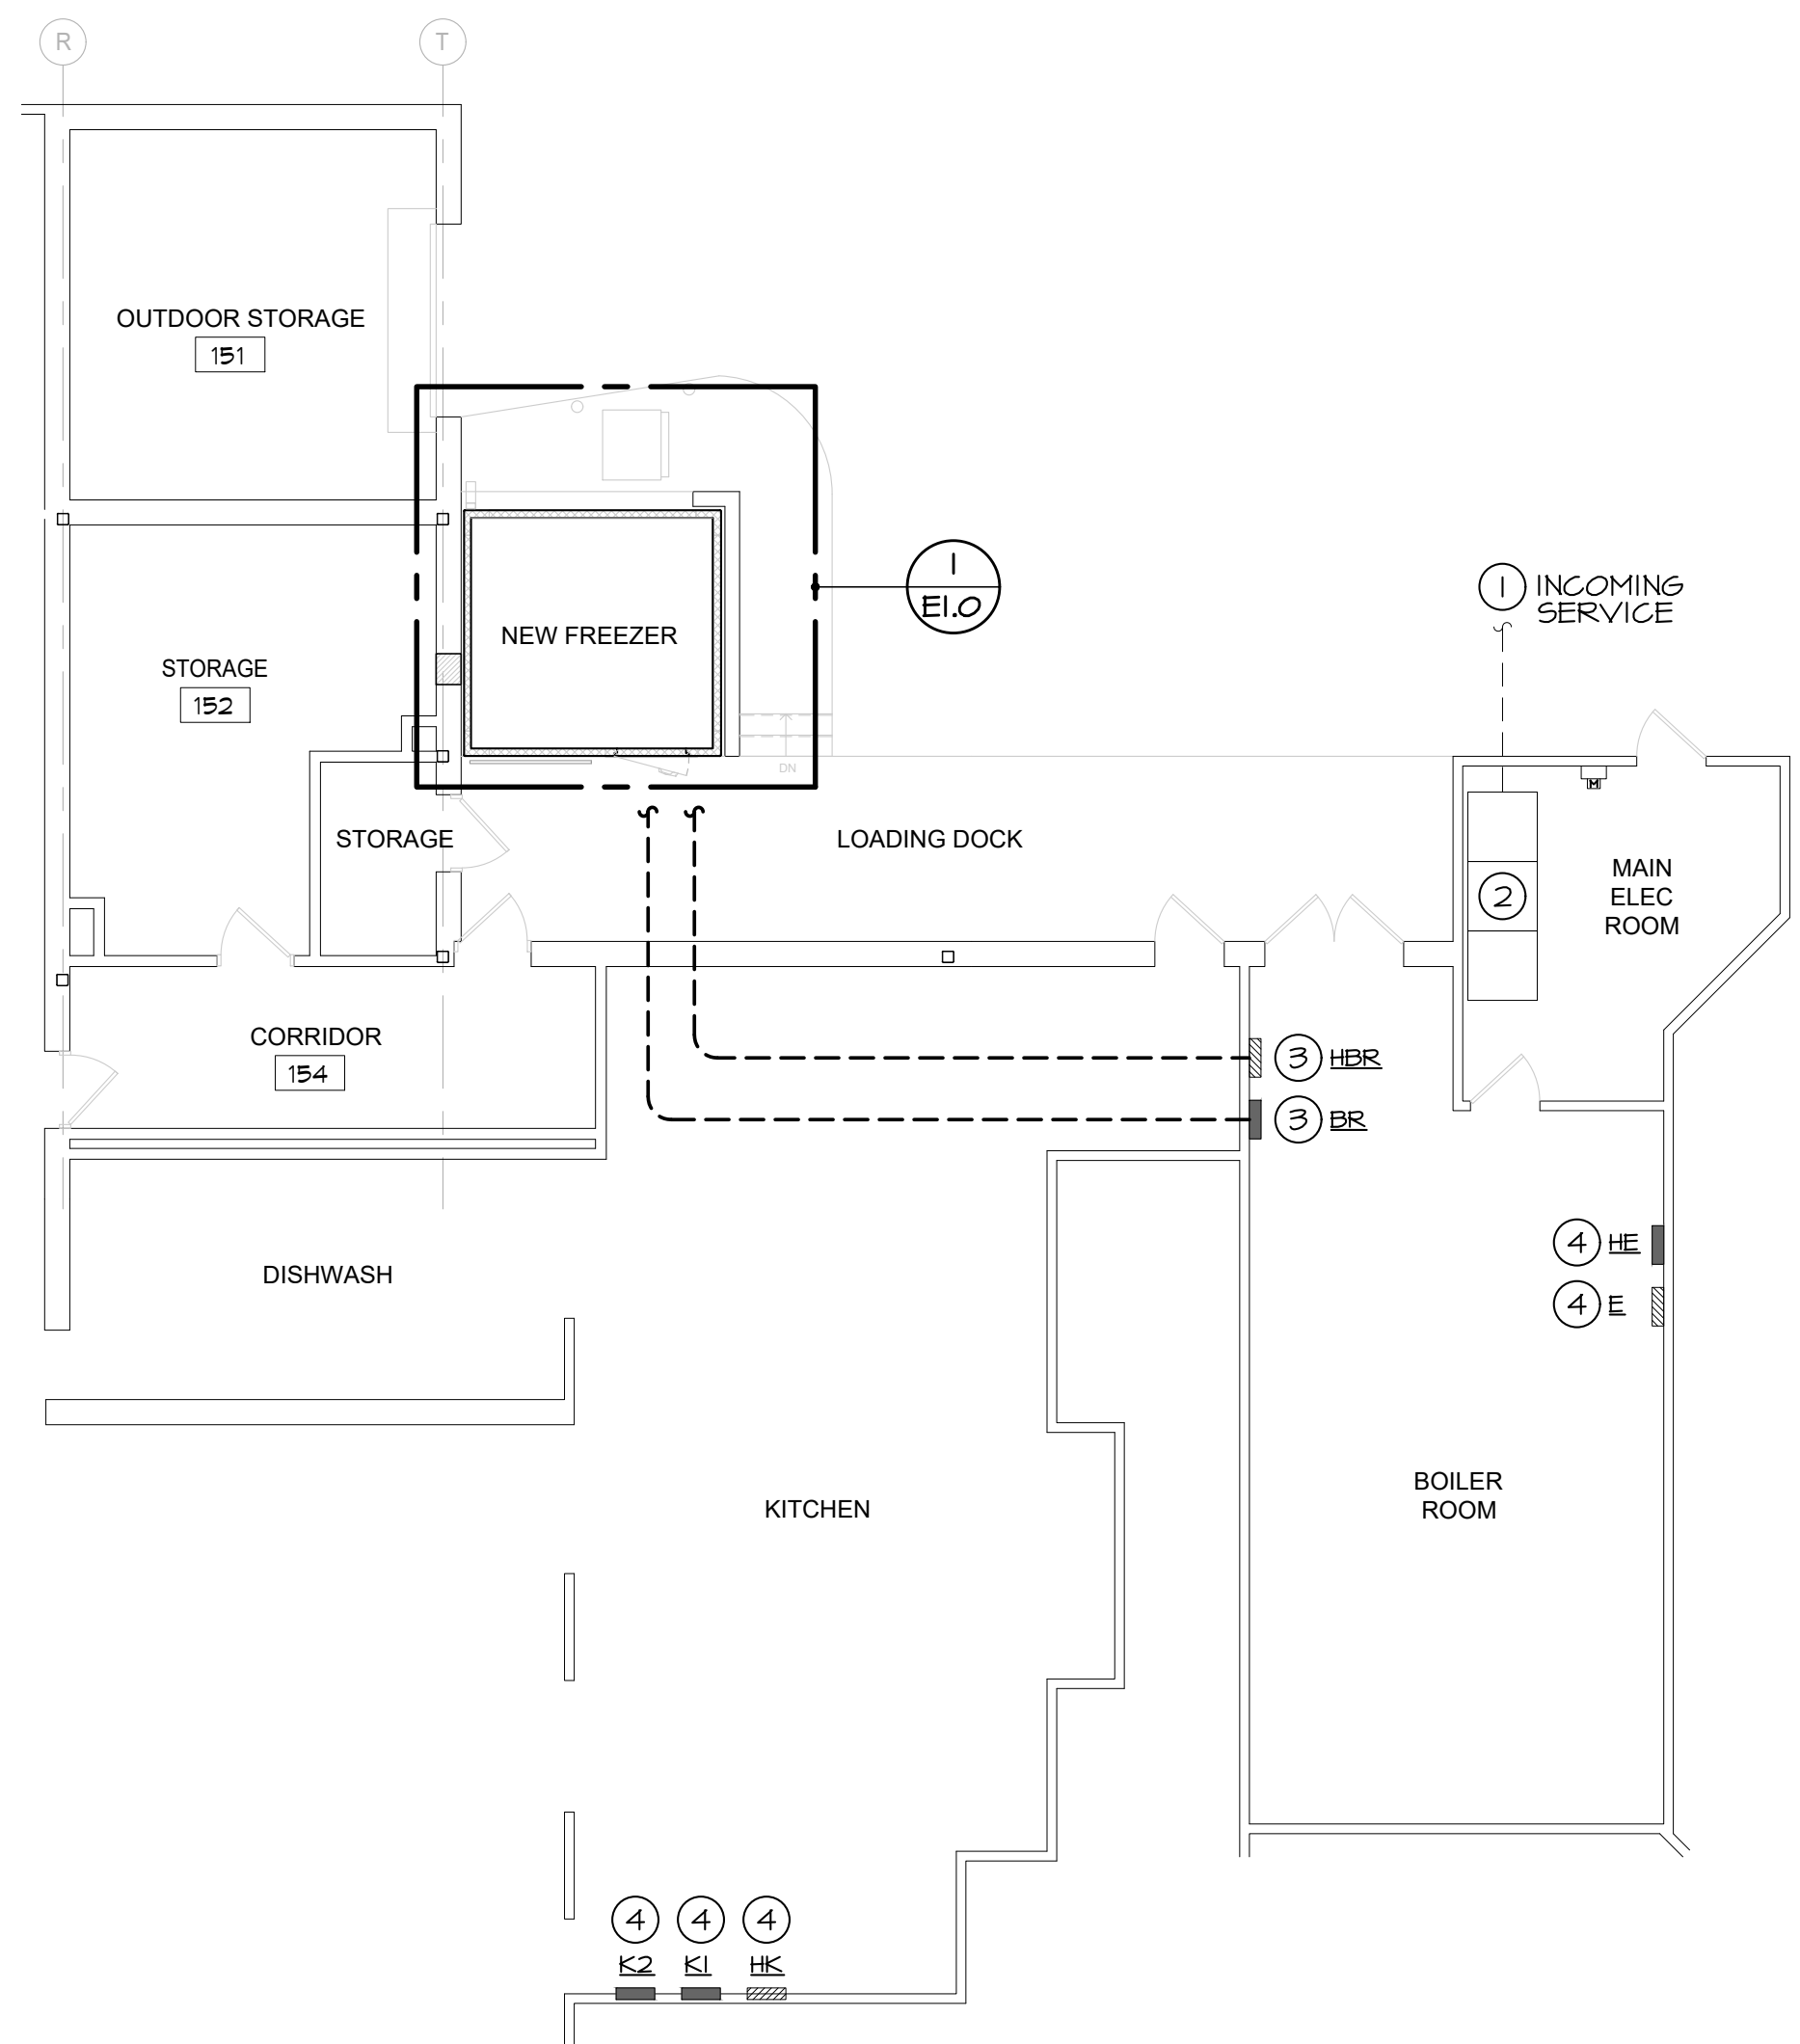 R
T
OUTDOOR STORAGE
151
1
E1.0
1 INCOMING
SERVICE
NEW FREEZER
STORAGE
152
DN
M
STORAGE
LOADING DOCK
MAIN
ELEC
ROOM
2
CORRIDOR
154
3 HBR
3 BR
4 HE
4 E
DISHWASH
KITCHEN
BOILER
ROOM
4 4 4
K2 K1 HK